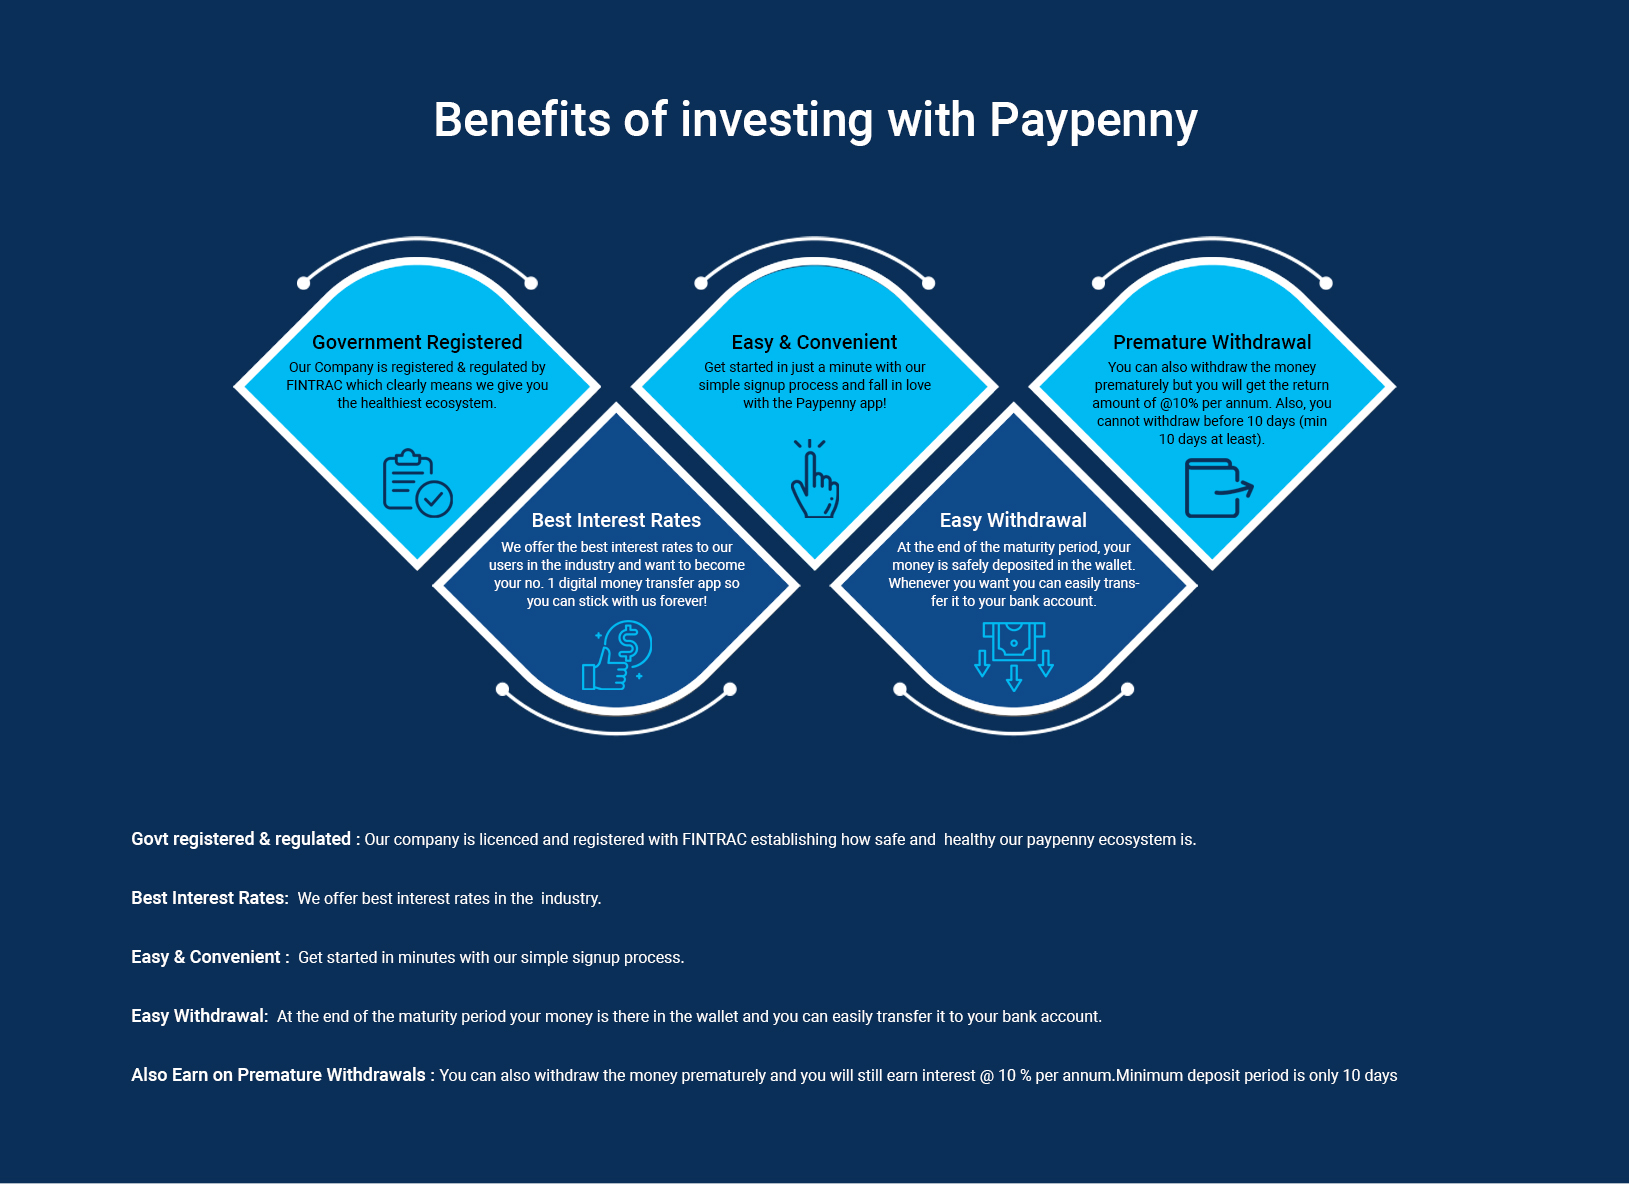 Benefits of investing with Paypenny
Government Registered
Our Company is registered & regulated by
FINTRAC which clearly means we give you
the healthiest ecosystem.
Easy & Convenient
Get started in just a minute with our
simple signup process and fall in love
with the Paypenny app!
Premature Withdrawal
You can also withdraw the money
prematurely but you will get the return
amount of @10% per annum. Also, you
cannot withdraw before 10 days (min
10 days at least).
Best Interest Rates
We offer the best interest rates to our
users in the industry and want to become
your no. 1 digital money transfer app so
you can stick with us forever!
Easy Withdrawal
At the end of the maturity period, your
money is safely deposited in the wallet.
Whenever you want you can easily trans-
fer it to your bank account.
Govt registered & regulated : Our company is licenced and registered with FINTRAC establishing how safe and  healthy our paypenny ecosystem is.
Best Interest Rates:  We offer best interest rates in the  industry.
Easy & Convenient :  Get started in minutes with our simple signup process.
Easy Withdrawal:  At the end of the maturity period your money is there in the wallet and you can easily transfer it to your bank account.
Also Earn on Premature Withdrawals : You can also withdraw the money prematurely and you will still earn interest @ 10 % per annum.Minimum deposit period is only 10 days